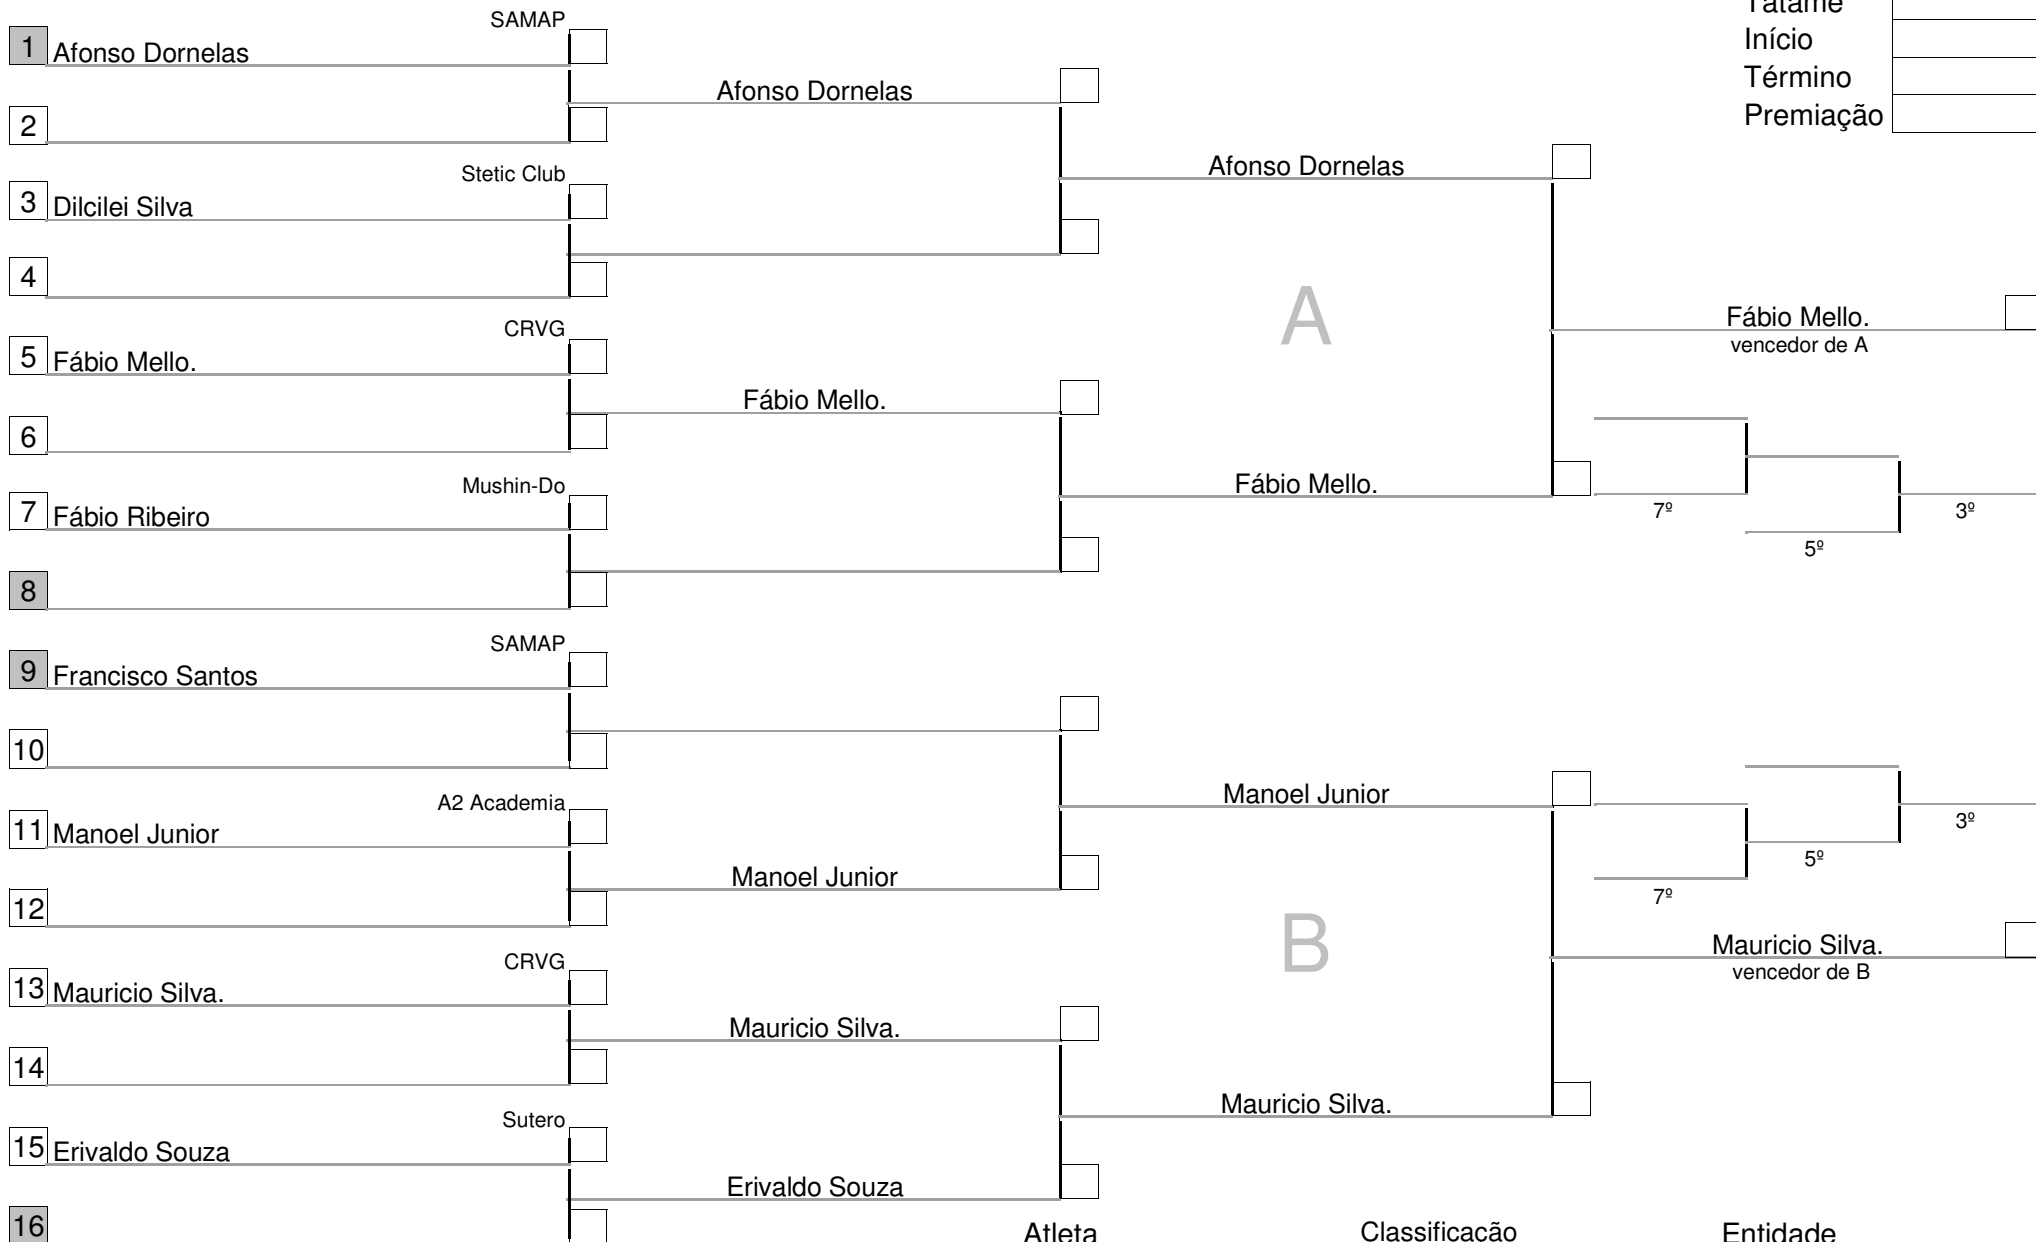 SAMAP
1 Afonso Dornelas
2
Stetic Club
3 Dilcilei Silva
4
CRVG
5 Fábio Mello.
6
Mushin-Do
7 Fábio Ribeiro
8
SAMAP
9 Francisco Santos
10
A2 Academia
11 Manoel Junior
12
CRVG
13 Mauricio Silva.
14
Sutero
15 Erivaldo Souza
16
Afonso Dornelas
Fábio Mello.
Manoel Junior
Mauricio Silva.
Erivaldo Souza
Afonso Dornelas
A
Fábio Mello.
Manoel Junior
B
Mauricio Silva.
Tatame
Início
Término
Premiação
Fábio Mello.
vencedor de A
7º
5º
3º
3º
5º
7º
Mauricio Silva.
vencedor de B
Atleta Classificação Entidade